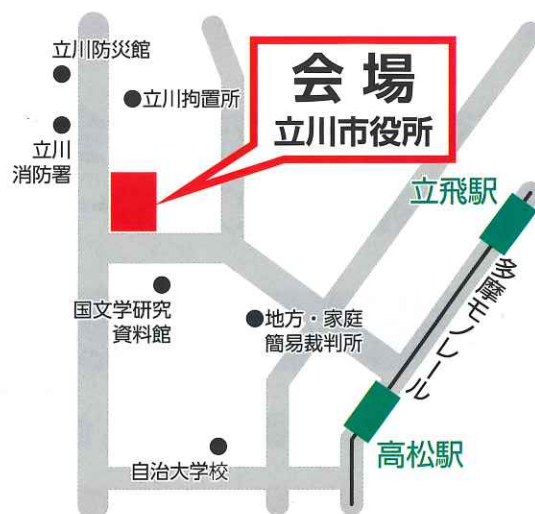 立川防災館
立川拘置所
立川
消防署
会場
立川市役所
立飛駅
多摩モノレール
国文学研究
資料館
地方・家庭
簡易裁判所
高松駅
自治大学校